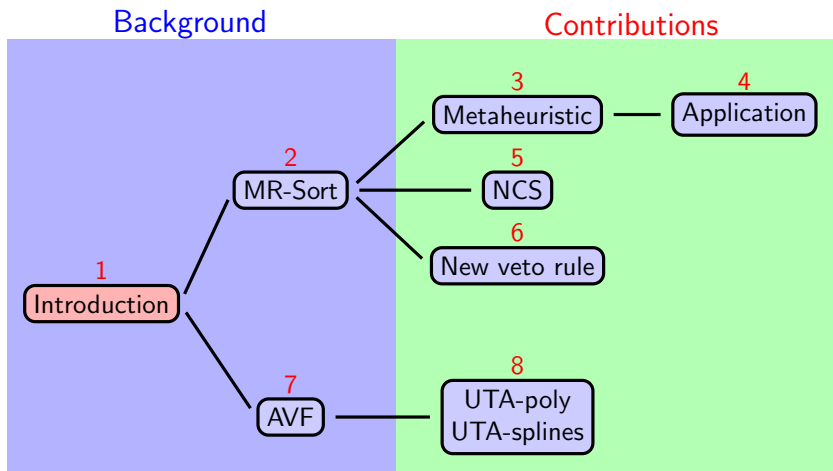 Background
Contributions
1
Introduction
2
MR-Sort
3
Metaheuristic
4
Application
5
NCS
6
New veto rule
7
AVF
8
UTA-poly
UTA-splines